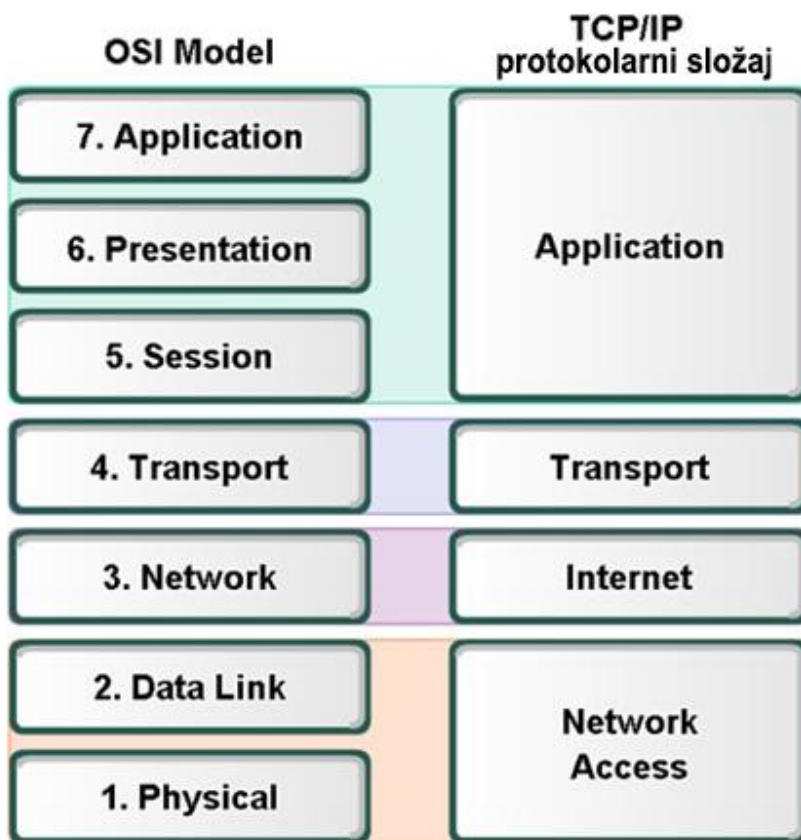 OSI Model
7. Application
6. Presentation
5. Session
4. Transport
3. Network
2. Data Link
1. Physical
TCP/IP
protokolarni složaj
Application
Transport
Internet
Network
Access